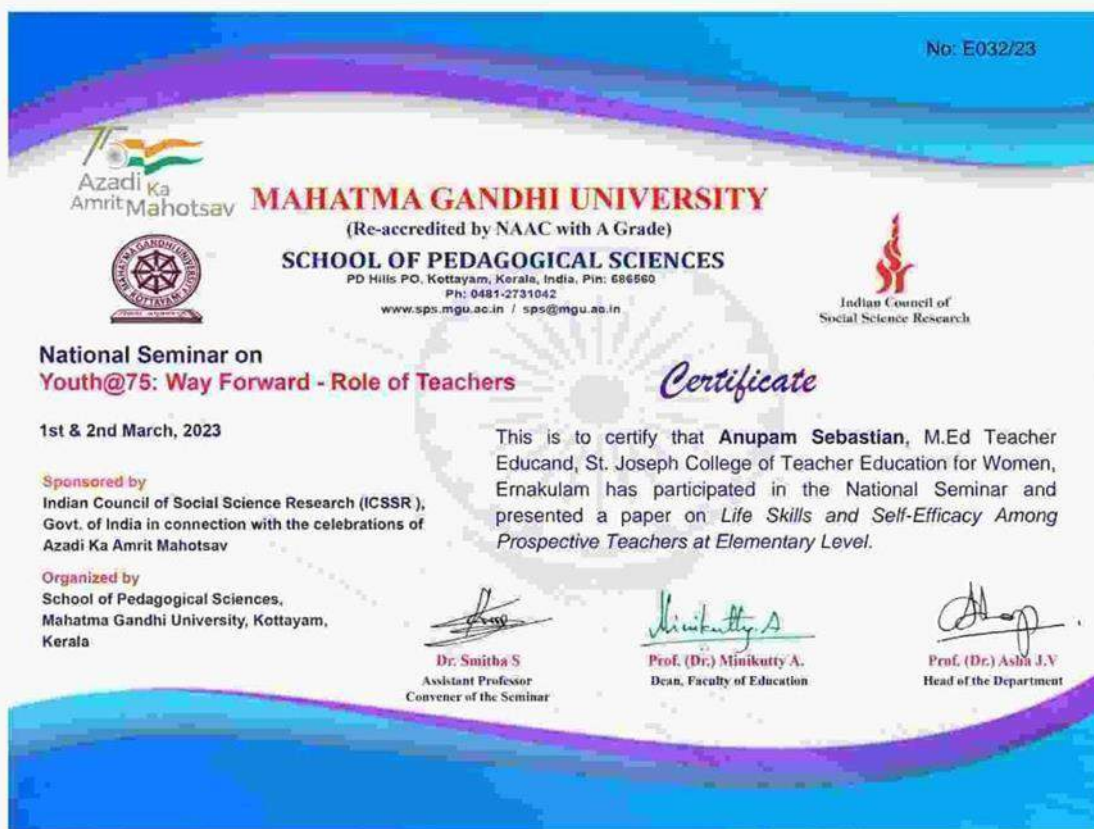 No: E032/23
75
Azadi Ka
Amrit Mahotsav
MAHATMA GANDHI UNIVERSITY
(Re-accredited by NAAC with A Grade)
SCHOOL OF PEDAGOGICAL SCIENCES
PD Hills PO, Kottayam, Kerala, India, Pin: 686560
Ph: 0481-2731042
www.sps.mgu.ac.in / sps@mgu.ac.in
MAHATMA GANDHI UNIVERSITY
KOTTAYAM
Indian Council of
Social Science Research
National Seminar on
Youth@75: Way Forward - Role of Teachers
1st & 2nd March, 2023
Sponsored by
Indian Council of Social Science Research (ICSSR ),
Govt. of India in connection with the celebrations of
Azadi Ka Amrit Mahotsav
Organized by
School of Pedagogical Sciences,
Mahatma Gandhi University, Kottayam,
Kerala
Certificate
This is to certify that Anupam Sebastian, M.Ed Teacher
Educand, St. Joseph College of Teacher Education for Women,
Ernakulam has participated in the National Seminar and
presented a paper on Life Skills and Self-Efficacy Among
Prospective Teachers at Elementary Level.
Dr. Smitha S
Assistant Professor
Convener of the Seminar
Minikutty.A
Prof. (Dr.) Minikutty A.
Dean, Faculty of Education
Prof. (Dr.) Asha J.V
Head of the Department